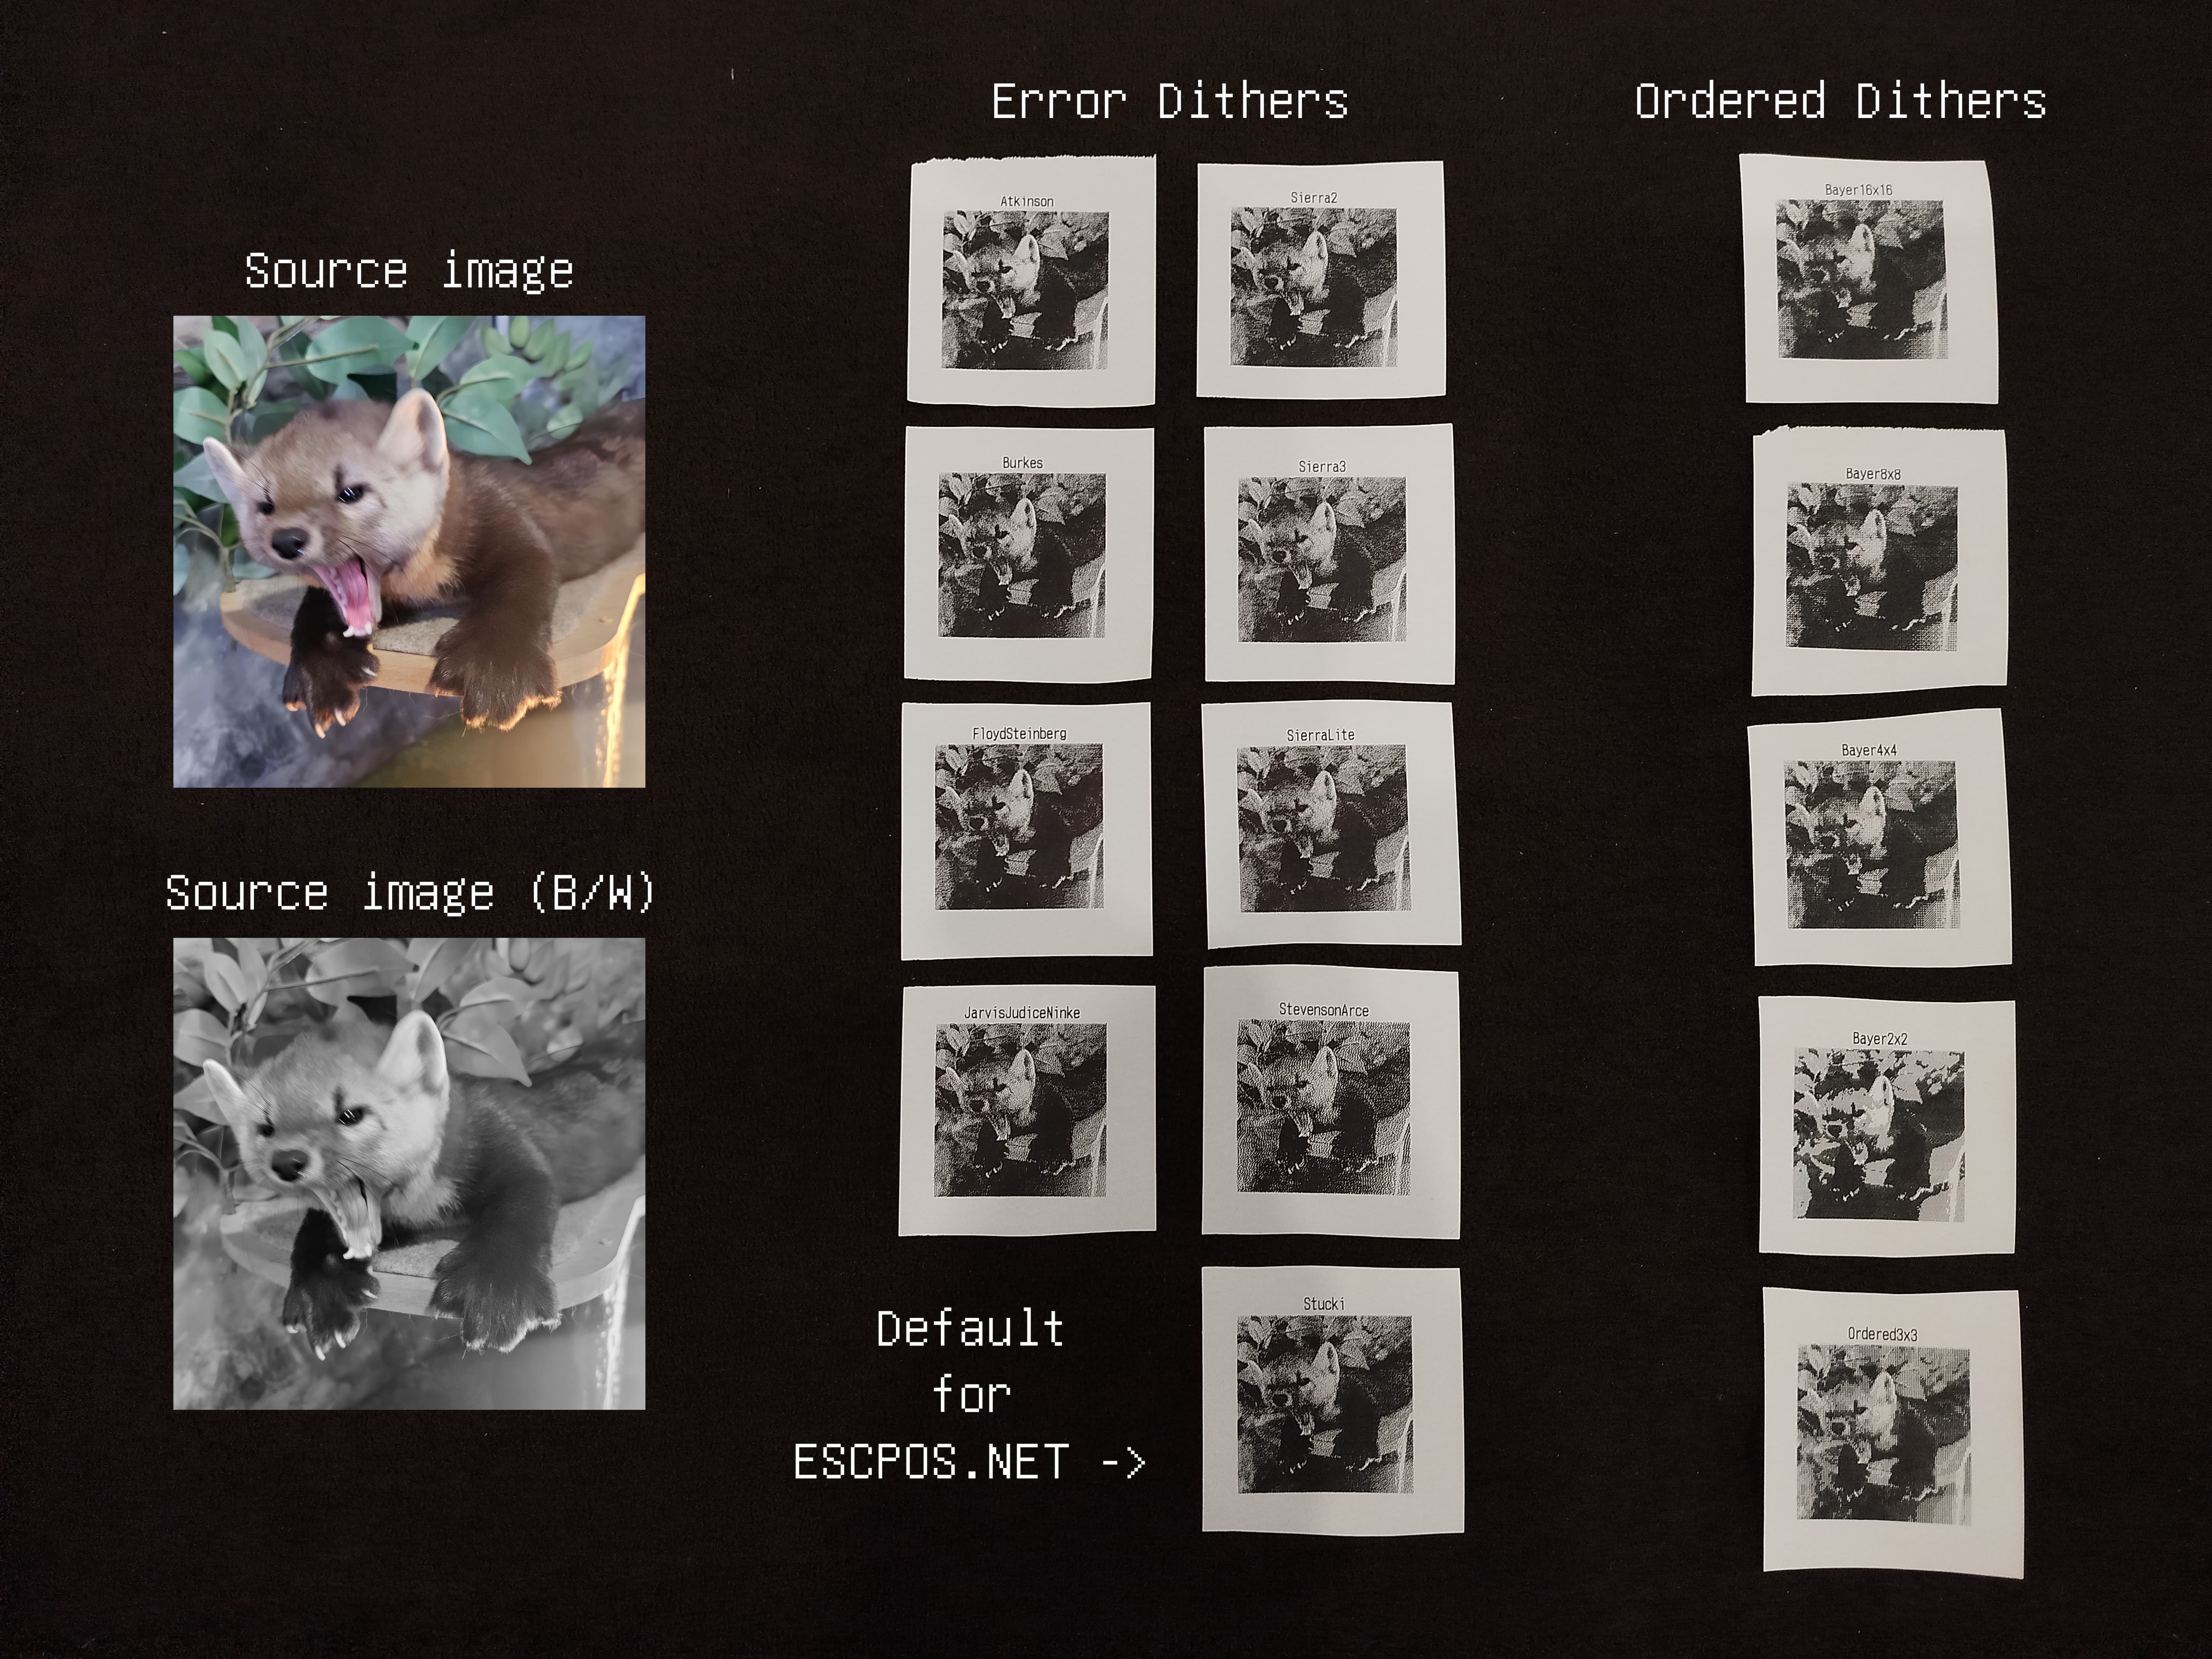 Error Dithers
Ordered Dithers
Source image
Source image (B/W)
Atkinson
Sierra2
Burkes
Sierra3
FloydSteinberg
SierraLite
JarvisJudiceNinke
StevensonArce
Default
for
ESCPOS.NET ->
Stucki
Bayer16x16
Bayer8x8
Bayer4x4
Bayer2x2
Ordered3x3